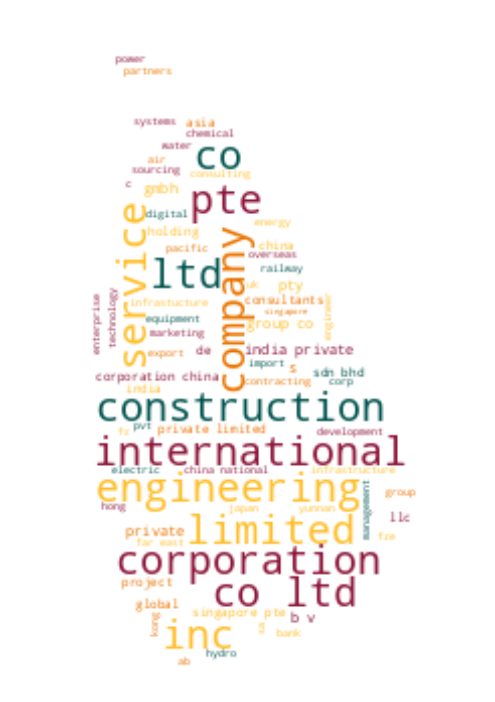 power
partners
systems asia
chemical
water
co
air
sourcing consulting
c gmbh pte
digital
service
holding energy
pacific china
company
overseas
ltd railway
uk pty
infrastucture consultants
enterprise
technology
equipment singapore
engineer
marketing group co
export de india private
import s
corporation china contracting sdn bhd
india corp
construction
fz pvt private limited development
international
electric china national infrastructure
engineering
management
group
hong japan yunnan llc
limited
private
far east fze
corporation
project
co ltd
global
singapore pte b v
kong
inc sa bank
hydro
ab